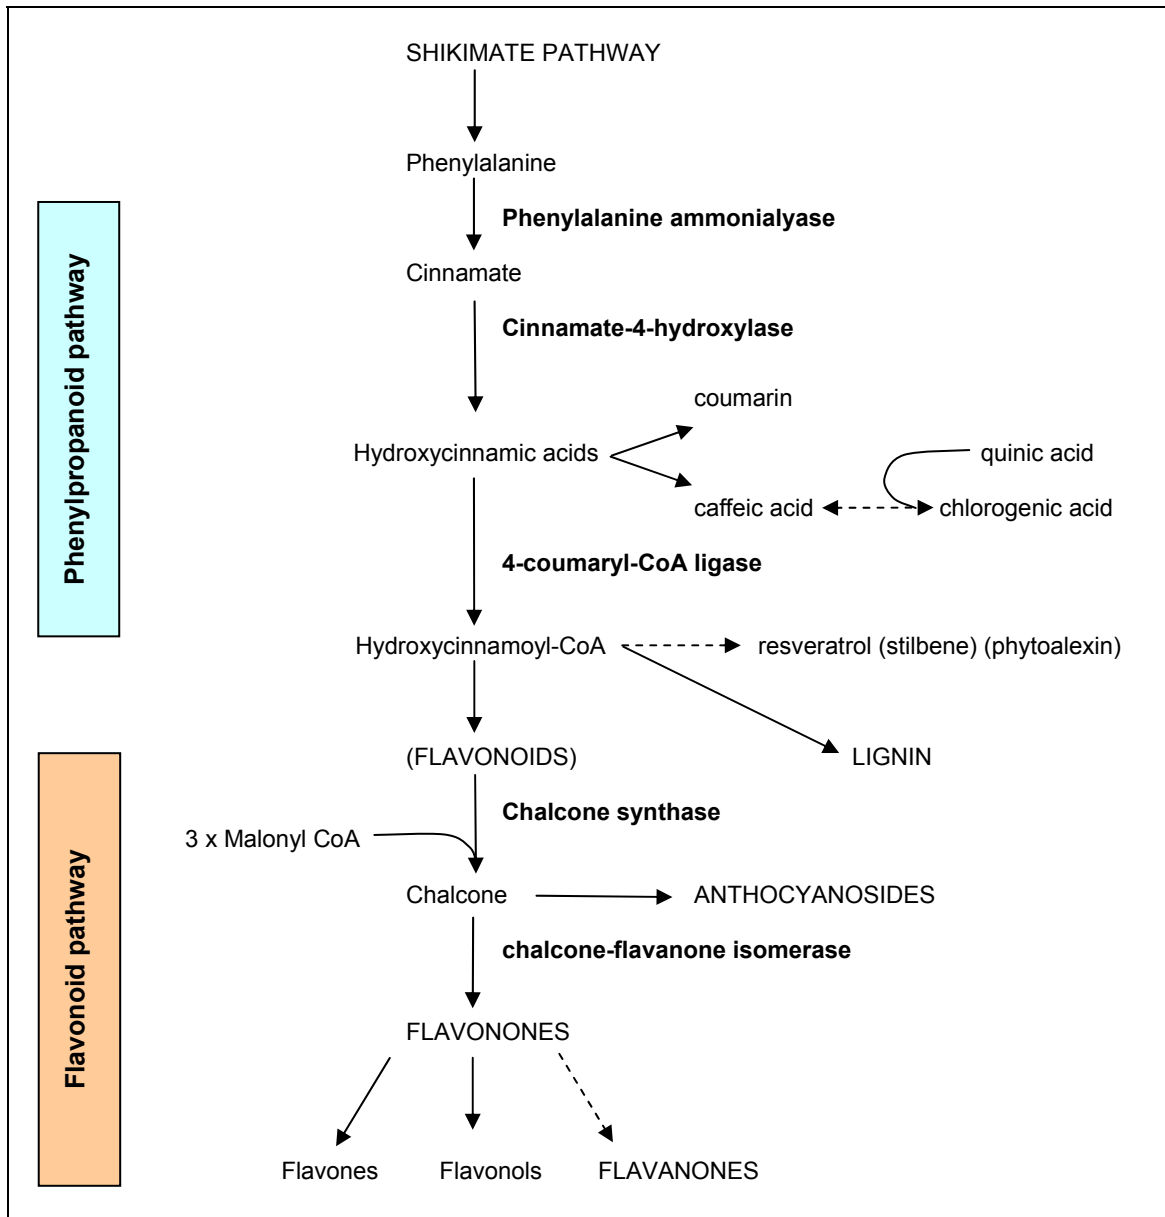 SHIKIMATE PATHWAY
Phenylalanine
Phenylalanine ammonialyase
Cinnamate
Cinnamate-4-hydroxylase
coumarin
Hydroxycinnamic acids
quinic acid
caffeic acid
chlorogenic acid
4-coumaryl-CoA ligase
Hydroxycinnamoyl-CoA
resveratrol (stilbene) (phytoalexin)
Phenylpropanoid pathway
(FLAVONOIDS)
LIGNIN
Chalcone synthase
3 x Malonyl CoA
Chalcone
ANTHOCYANOSIDES
chalcone-flavanone isomerase
FLAVONONES
Flavones
Flavonols
FLAVANONES
Flavonoid pathway